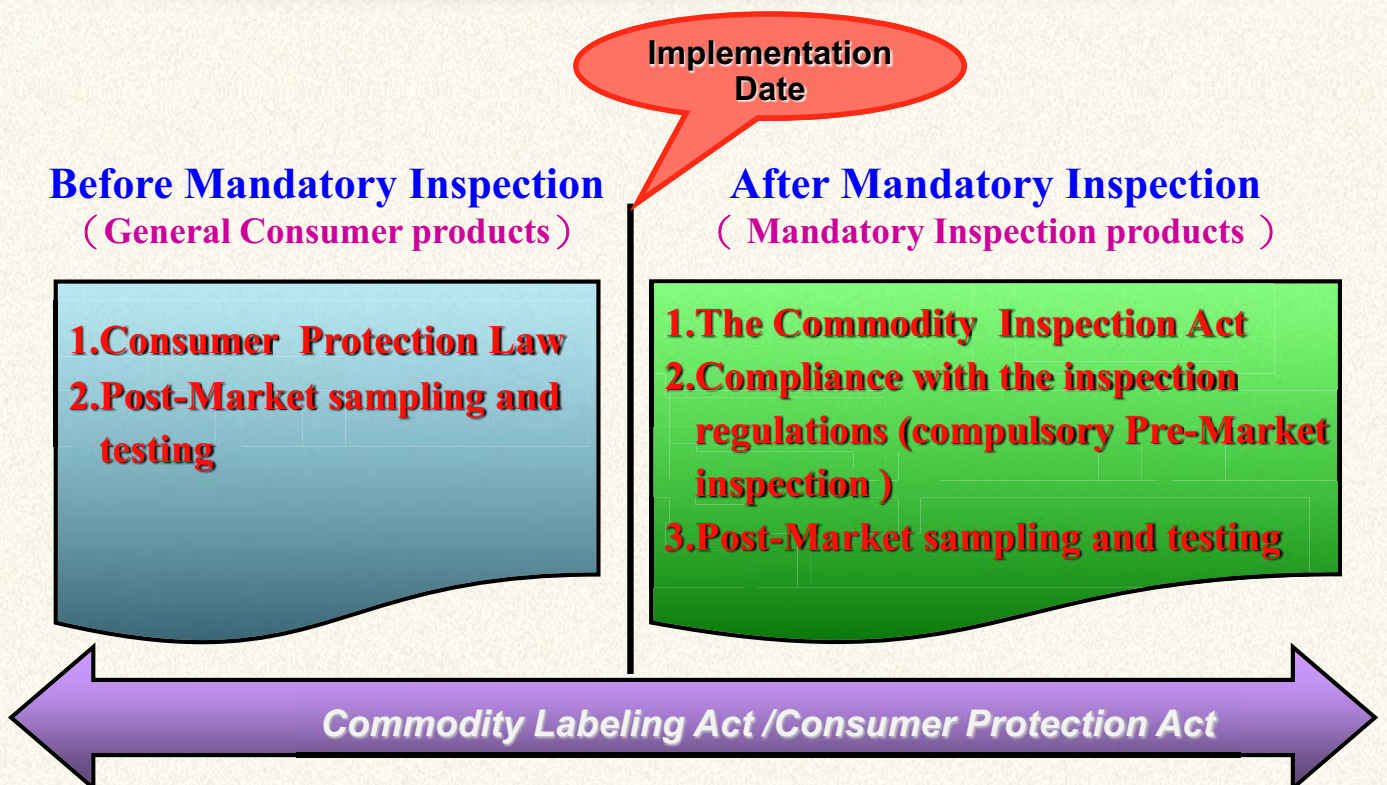 Implementation
Date
Before Mandatory Inspection
（General Consumer products）
After Mandatory Inspection
（ Mandatory Inspection products ）
1.Consumer  Protection Law
2.Post-Market sampling and
testing
1.The Commodity  Inspection Act
2.Compliance with the inspection
regulations (compulsory Pre-Market
inspection )
3.Post-Market sampling and testing
Commodity Labeling Act /Consumer Protection Act